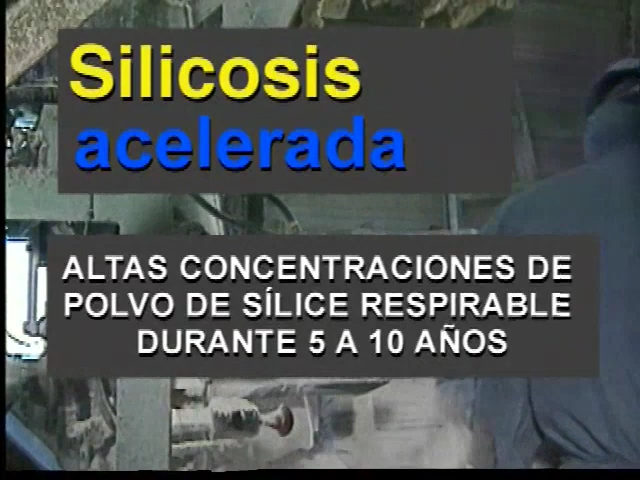 Silicosis
acelerada
ALTAS CONCENTRACIONES DE
POLVO DE SÍLICE RESPIRABLE
DURANTE 5 A 10 AÑOS